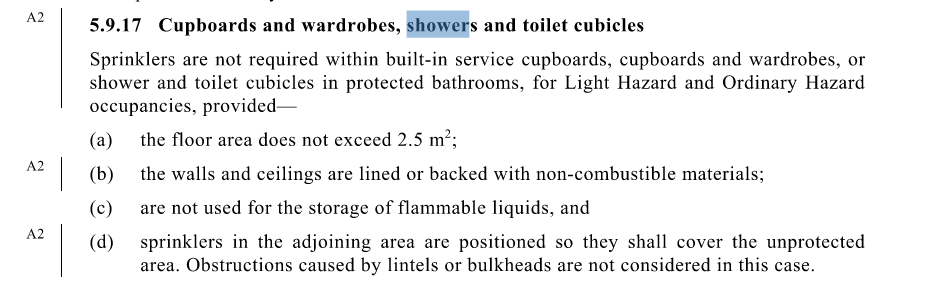 A2
5.9.17 Cupboards and wardrobes, showers and toilet cubicles
Sprinklers are not required within built-in service cupboards, cupboards and wardrobes, or
shower and toilet cubicles in protected bathrooms, for Light Hazard and Ordinary Hazard
occupancies, provided—
(a) the floor area does not exceed 2.5 m²;
A2
(b) the walls and ceilings are lined or backed with non-combustible materials;
(c) are not used for the storage of flammable liquids, and
A2
(d) sprinklers in the adjoining area are positioned so they shall cover the unprotected
area. Obstructions caused by lintels or bulkheads are not considered in this case.